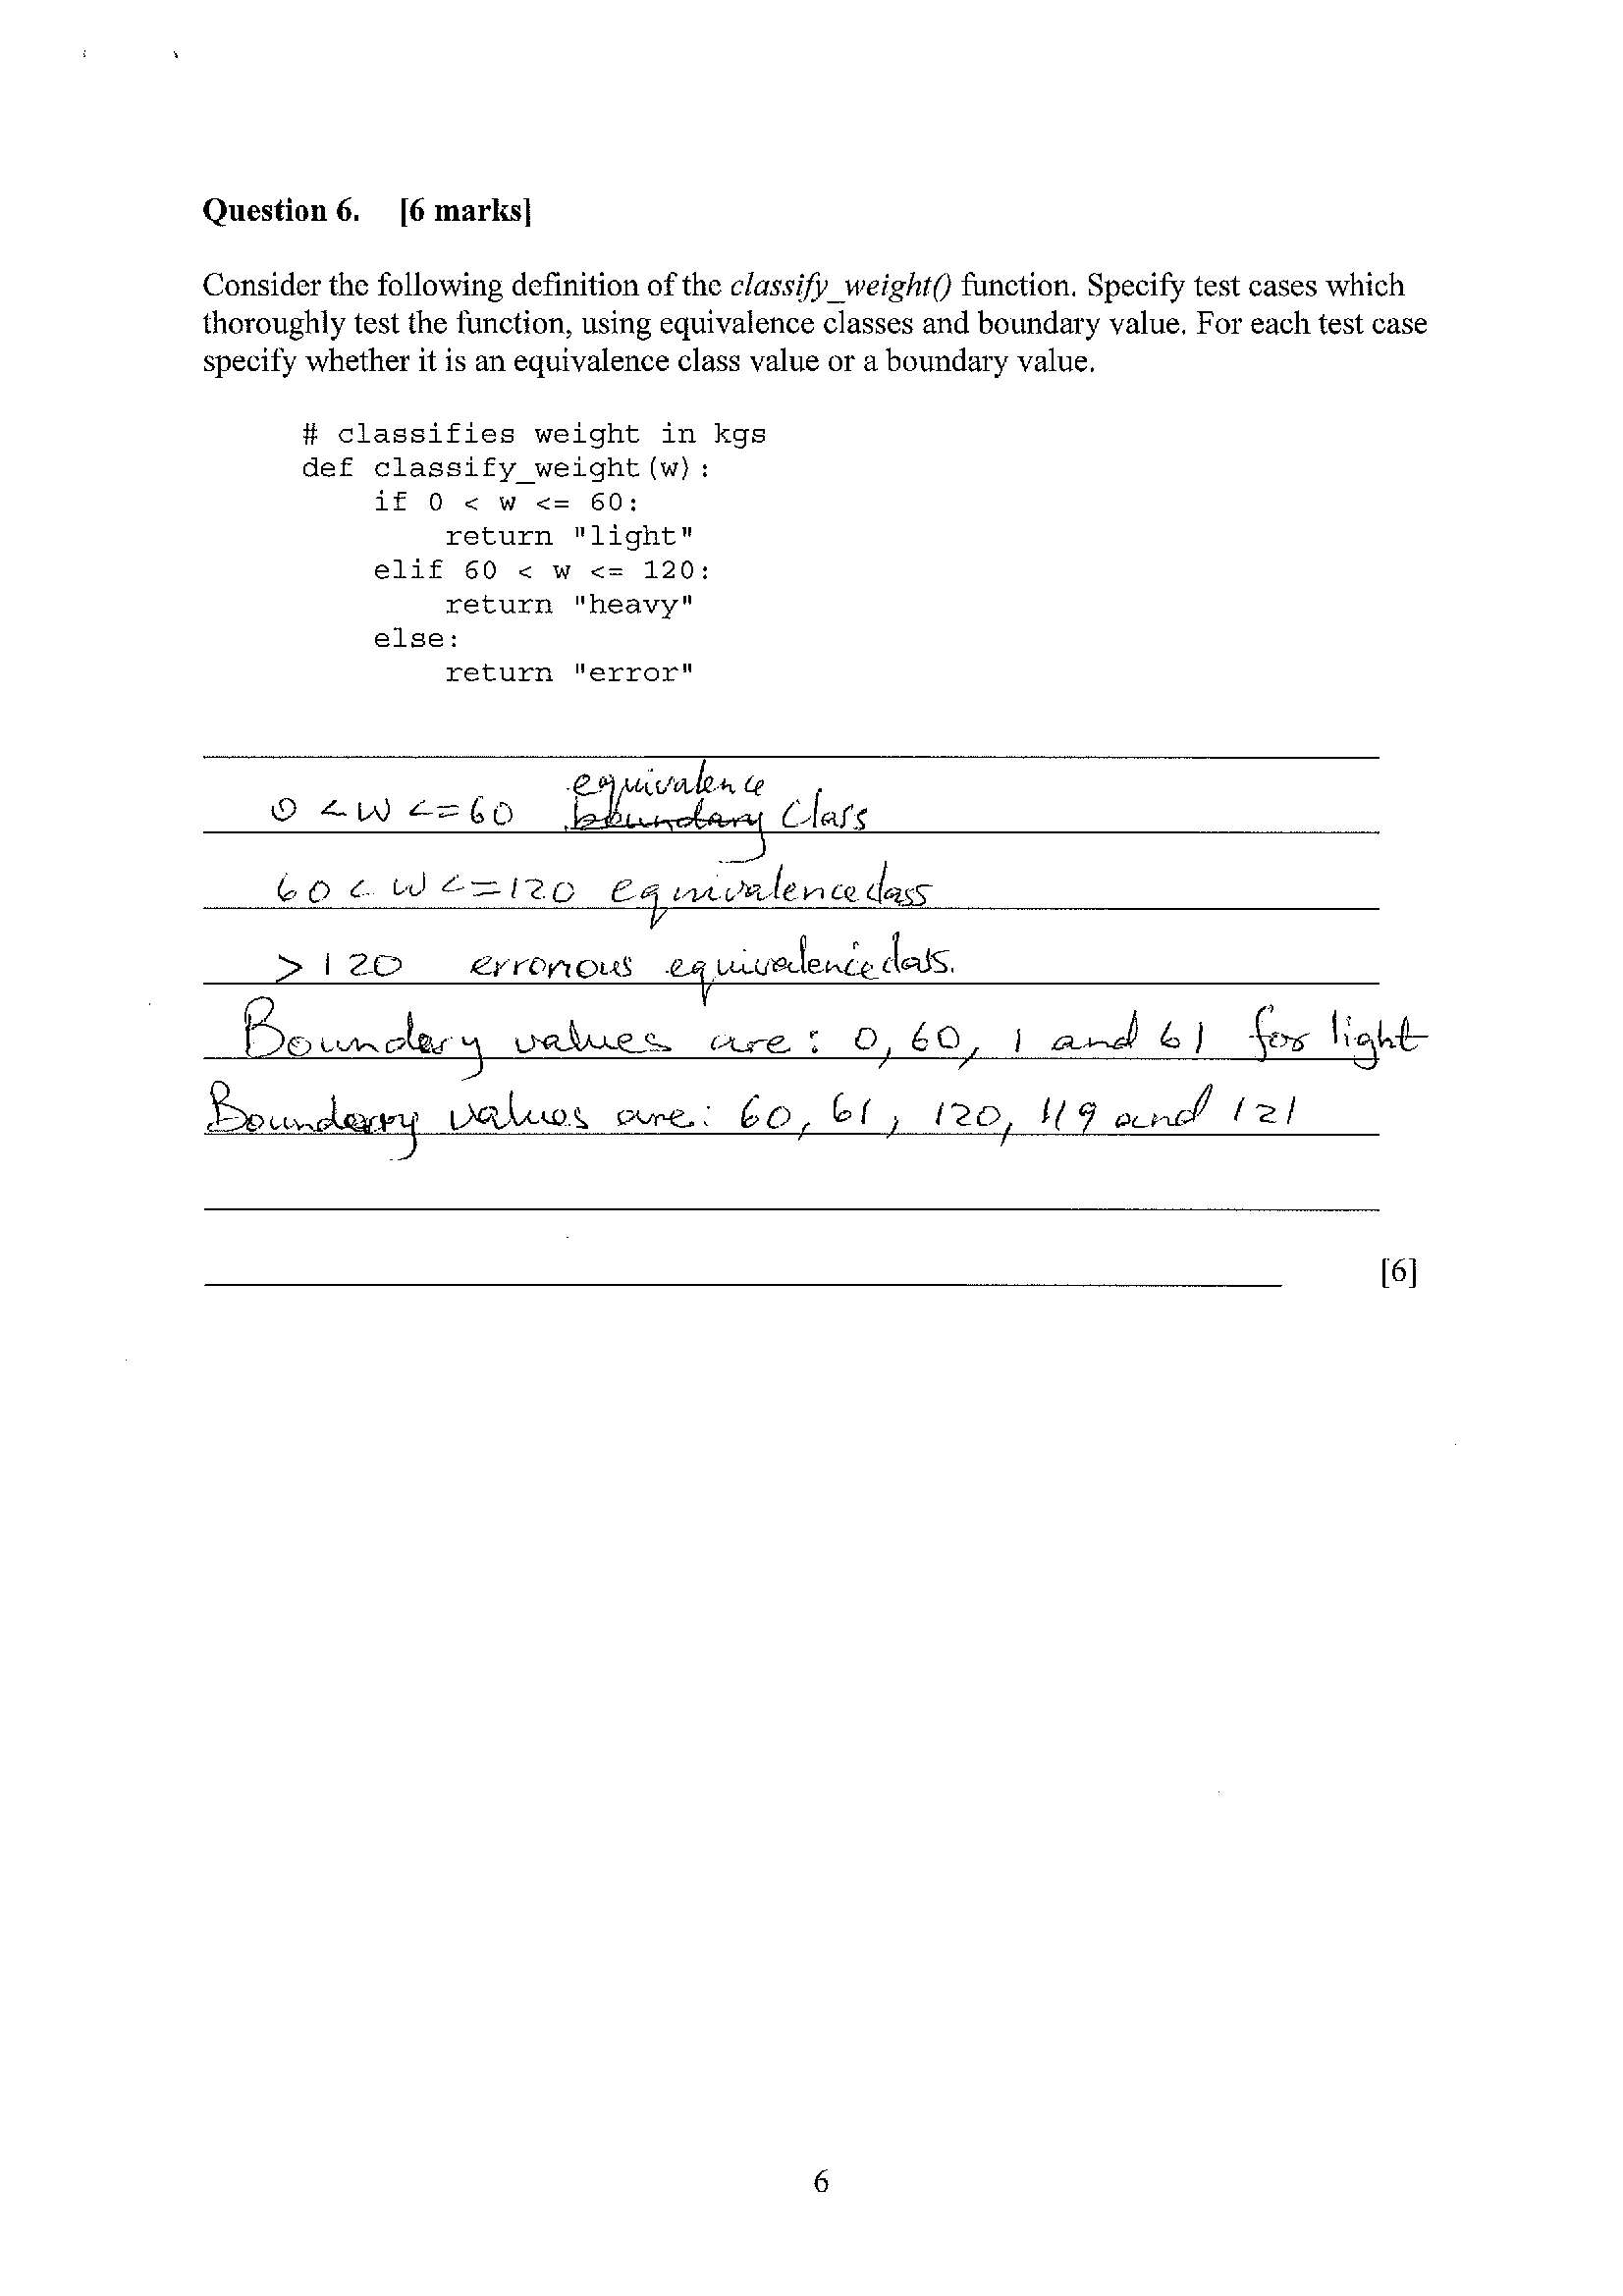 Question 6. [6 marks]
Consider the following definition of the classify_weight() function. Specify test cases which
thoroughly test the function, using equivalence classes and boundary value. For each test case
specify whether it is an equivalence class value or a boundary value.
# classifies weight in kgs
def classify_weight(w):
    if 0 < w <= 60:
        return "light"
    elif 60 < w <= 120:
        return "heavy"
    else:
        return "error"
equivalence
0 < W <= 60 boundary Class
60 < W <= 120 equivalence class
> 120 erronous equivalence class.
Boundary values are: 0, 60, 1 and 61 for light
Boundary values are: 60, 61, 120, 119 and 121
[6]
6